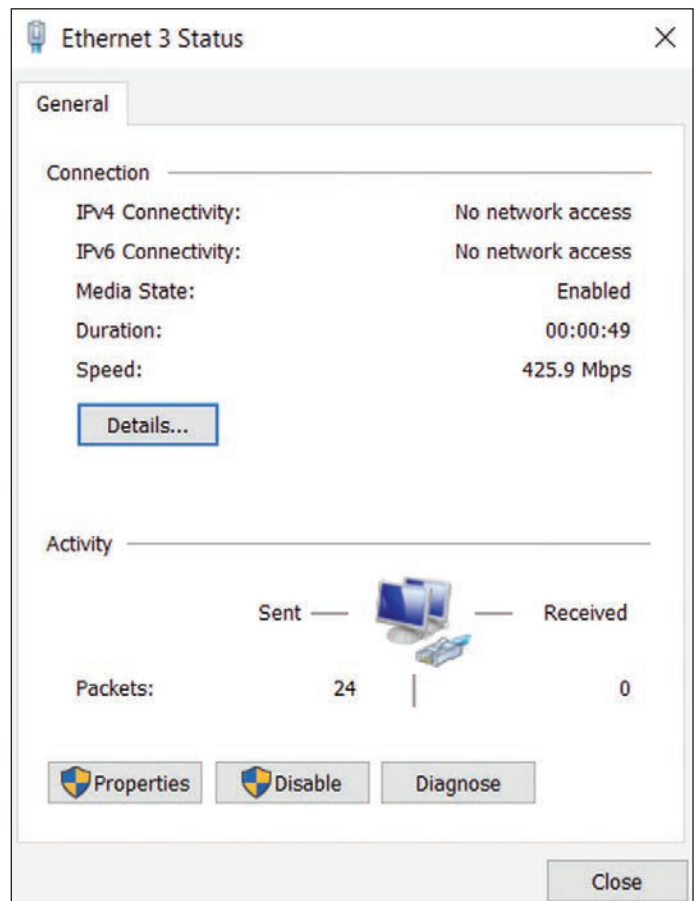 Ethernet 3 Status
General
Connection
IPv4 Connectivity: No network access
IPv6 Connectivity: No network access
Media State: Enabled
Duration: 00:00:49
Speed: 425.9 Mbps
Details...
Activity
Sent Received
Packets: 24 0
Properties Disable Diagnose
Close